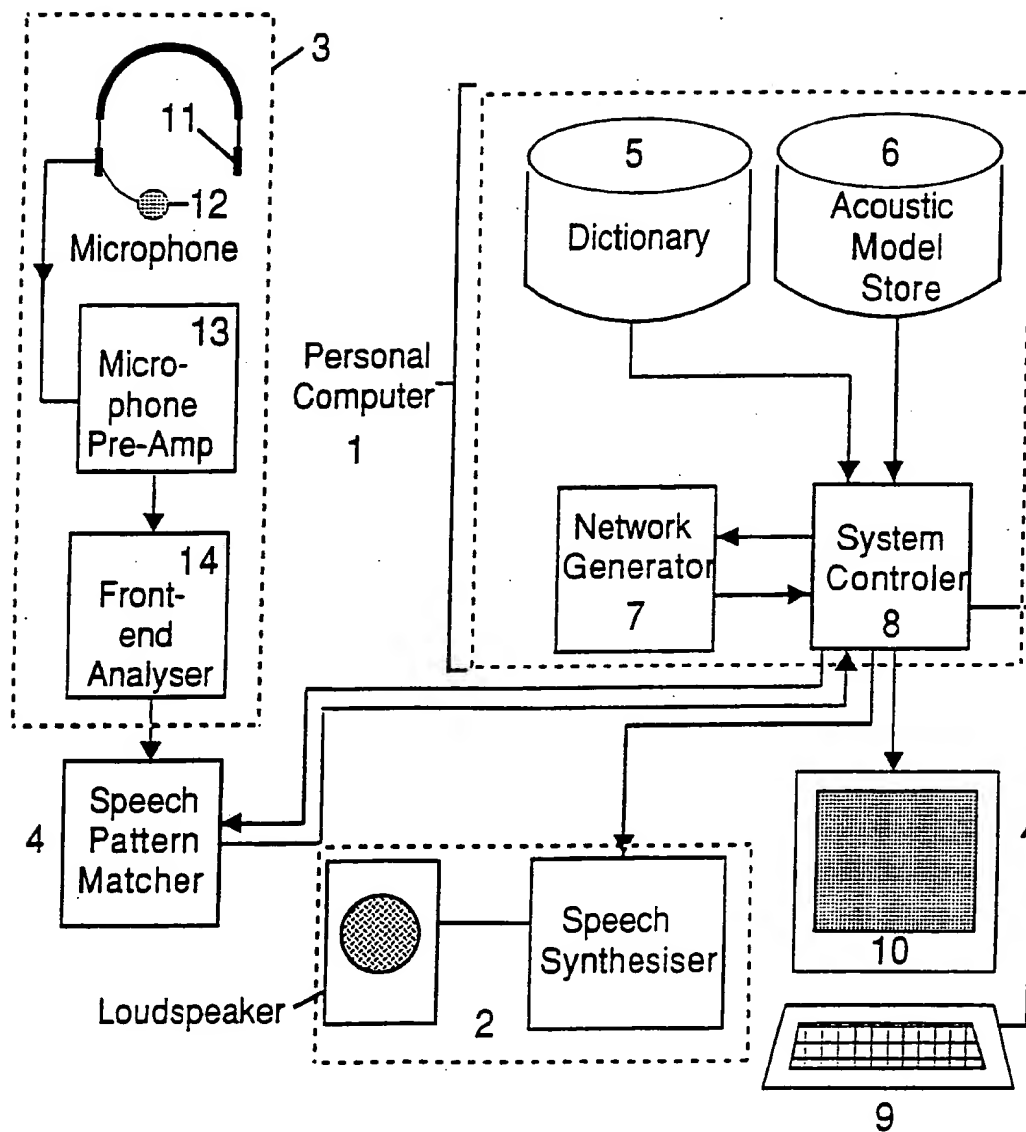 3
11
12
Microphone
13
Micro-
phone
Pre-Amp
14
Front-
end
Analyser
4
Speech
Pattern
Matcher
Personal
Computer
1
5
Dictionary
6
Acoustic
Model
Store
Network
Generator
7
System
Controler
8
Loudspeaker
2
Speech
Synthesiser
10
9